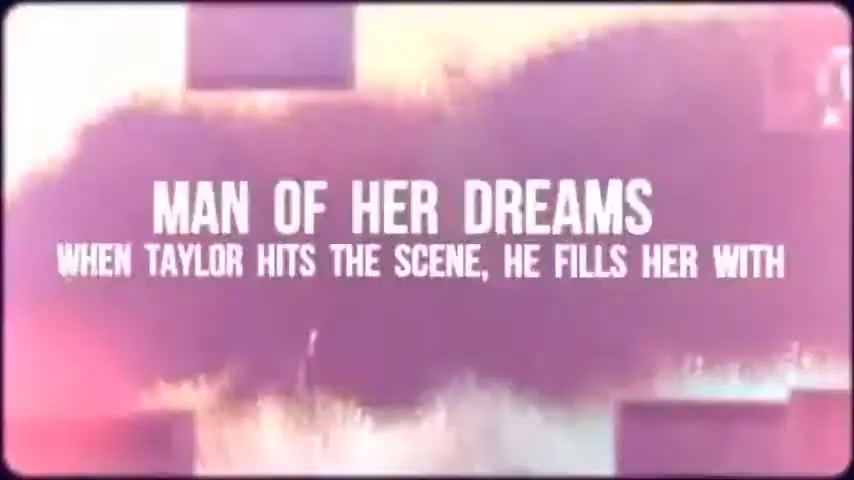 MAN OF HER DREAMS
WHEN TAYLOR HITS THE SCENE, HE FILLS HER WITH